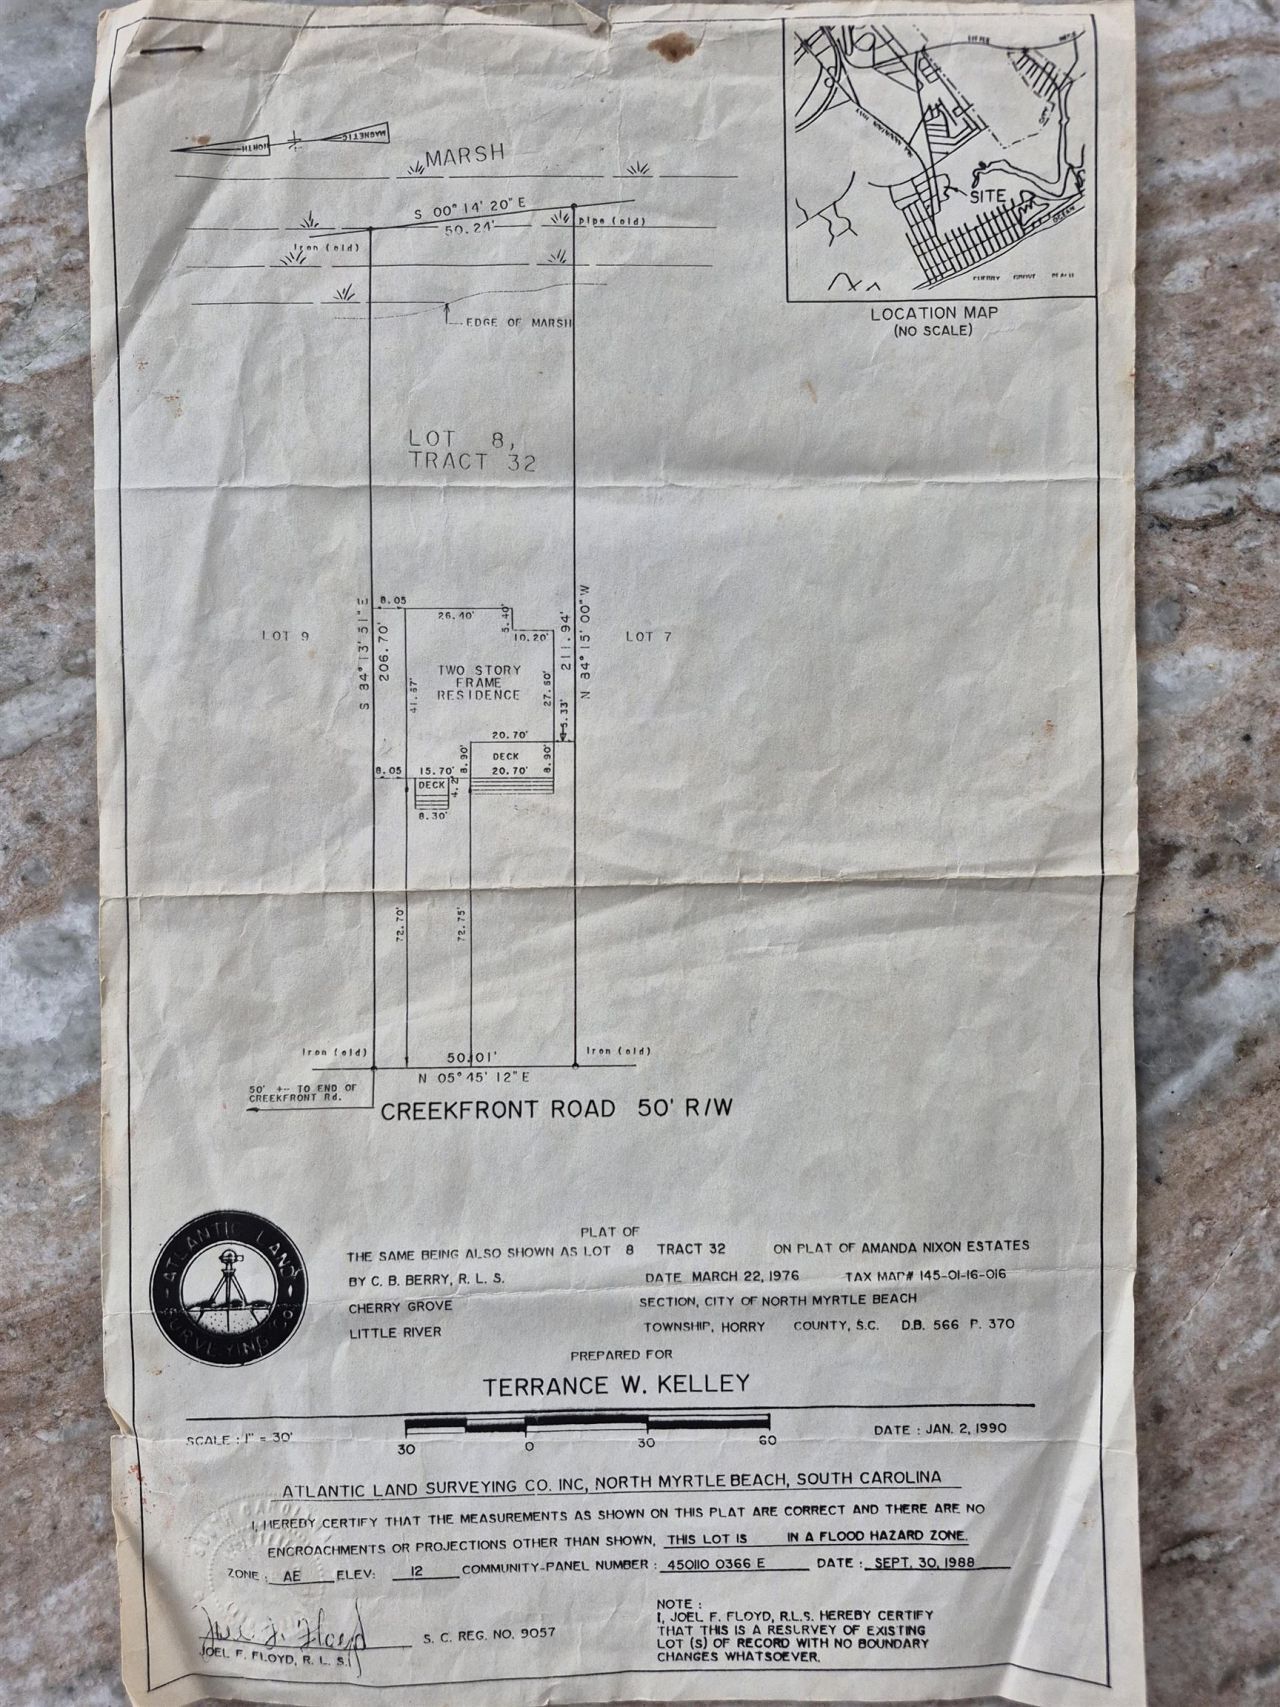 NORTH
MAGNETIC
MARSH
S 00° 14' 20" E
50.24'
pipe (old)
Iron (old)
EDGE OF MARSH
LITTLE
SITE
OCEAN
CHERRY GROVE BEACH
LOCATION MAP
(NO SCALE)
LOT 8,
TRACT 32
LOT 9
S 84° 13' 51" E
206.70'
8.05
26.40'
5.40'
10.20'
TWO STORY
FRAME
RESIDENCE
41.67'
27.60'
5.33'
211.94'
N 84° 15' 00" W
LOT 7
20.70'
DECK
8.90'
8.90'
20.70'
8.05
15.70'
DECK
4.2'
8.30'
72.70'
72.75'
Iron (old)
50.01'
Iron (old)
N 05° 45' 12" E
50' +- TO END OF
CREEKFRONT Rd.
CREEKFRONT ROAD 50' R/W
ATLANTIC LAND
SURVEYING CO.
PLAT OF
THE SAME BEING ALSO SHOWN AS LOT 8 TRACT 32 ON PLAT OF AMANDA NIXON ESTATES
BY C. B. BERRY, R. L. S. DATE MARCH 22, 1976 TAX MAP# 145-01-16-016
CHERRY GROVE SECTION, CITY OF NORTH MYRTLE BEACH
LITTLE RIVER TOWNSHIP, HORRY COUNTY, S.C. D.B. 566 P. 370
PREPARED FOR
TERRANCE W. KELLEY
SCALE : 1" = 30'
30 0 30 60
DATE : JAN. 2, 1990
ATLANTIC LAND SURVEYING CO. INC, NORTH MYRTLE BEACH, SOUTH CAROLINA
I, HEREBY CERTIFY THAT THE MEASUREMENTS AS SHOWN ON THIS PLAT ARE CORRECT AND THERE ARE NO
ENCROACHMENTS OR PROJECTIONS OTHER THAN SHOWN, THIS LOT IS IN A FLOOD HAZARD ZONE.
ZONE : AE ELEV: 12 COMMUNITY-PANEL NUMBER : 450110 0366 E DATE : SEPT. 30, 1988
Joel F. Floyd
JOEL F. FLOYD, R. L. S.
S. C. REG. NO. 9057
NOTE :
I, JOEL F. FLOYD, R.L.S. HEREBY CERTIFY
THAT THIS IS A RESURVEY OF EXISTING
LOT (S) OF RECORD WITH NO BOUNDARY
CHANGES WHATSOEVER.